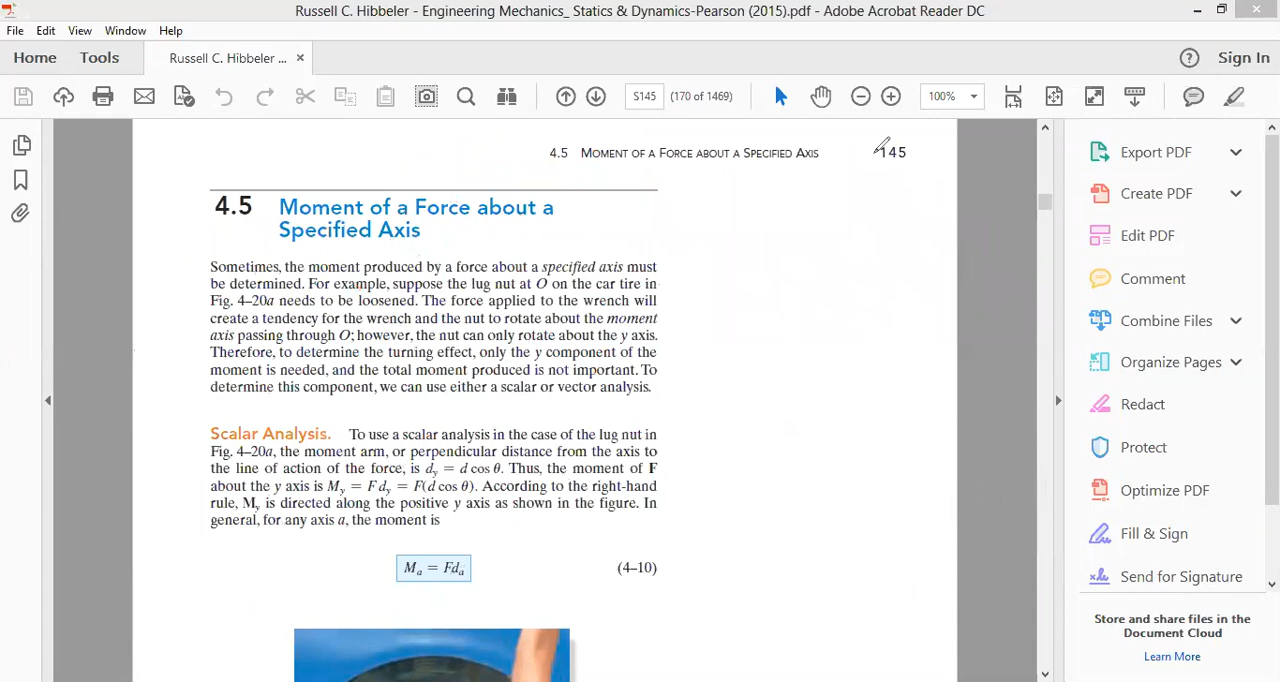 Russell C. Hibbeler - Engineering Mechanics_ Statics & Dynamics-Pearson (2015).pdf - Adobe Acrobat Reader DC
File Edit View Window Help
Home Tools Russell C. Hibbeler ... × Sign In
S145 (170 of 1469) 100%
4.5 MOMENT OF A FORCE ABOUT A SPECIFIED AXIS 145
4.5 Moment of a Force about a
Specified Axis
Sometimes, the moment produced by a force about a specified axis must
be determined. For example, suppose the lug nut at O on the car tire in
Fig. 4–20a needs to be loosened. The force applied to the wrench will
create a tendency for the wrench and the nut to rotate about the moment
axis passing through O; however, the nut can only rotate about the y axis.
Therefore, to determine the turning effect, only the y component of the
moment is needed, and the total moment produced is not important. To
determine this component, we can use either a scalar or vector analysis.
Scalar Analysis. To use a scalar analysis in the case of the lug nut in
Fig. 4–20a, the moment arm, or perpendicular distance from the axis to
the line of action of the force, is dy = d cos θ. Thus, the moment of F
about the y axis is My = F dy = F(d cos θ). According to the right-hand
rule, My is directed along the positive y axis as shown in the figure. In
general, for any axis a, the moment is
Ma = Fda (4–10)
Export PDF
Create PDF
Edit PDF
Comment
Combine Files
Organize Pages
Redact
Protect
Optimize PDF
Fill & Sign
Send for Signature
Store and share files in the
Document Cloud
Learn More